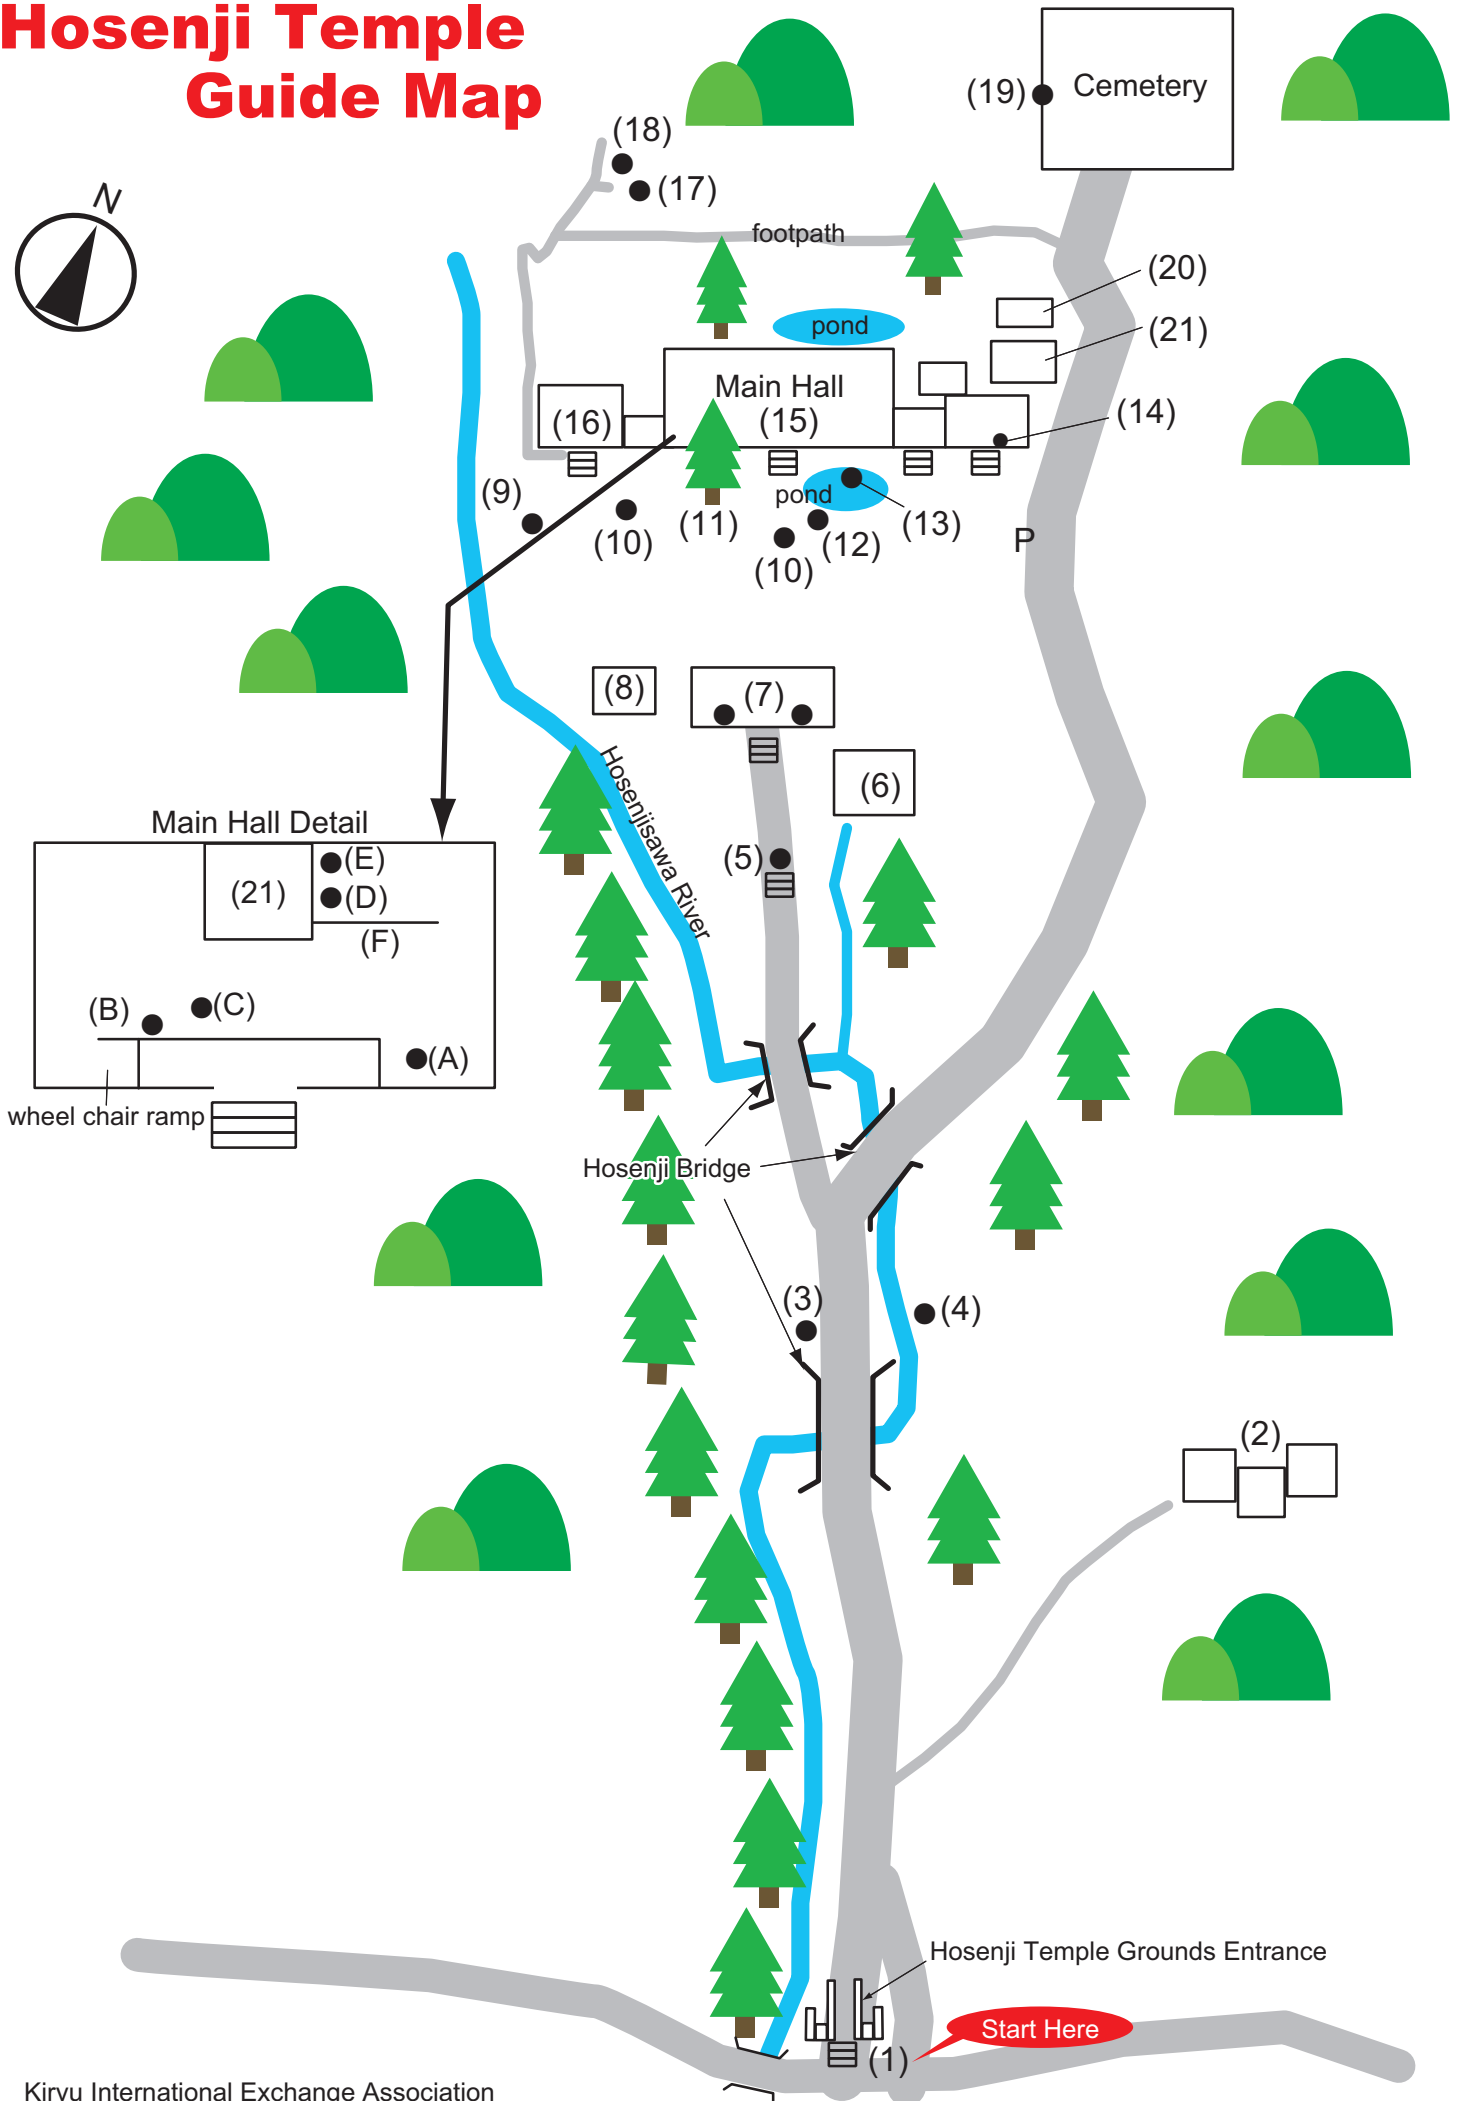 Hosenji Temple
Guide Map
N
(18)
(17)
(19)
Cemetery
footpath
(20)
(21)
pond
Main Hall
(15)
(16)
(14)
(9)
(10)
(11)
pond
(12)
(13)
(10)
P
(8)
(7)
(6)
Hosenjisawa River
(5)
Main Hall Detail
(21)
(E)
(D)
(F)
(B)
(C)
(A)
wheel chair ramp
Hosenji Bridge
(3)
(4)
(2)
Hosenji Temple Grounds Entrance
Start Here
(1)
Kiryu International Exchange Association